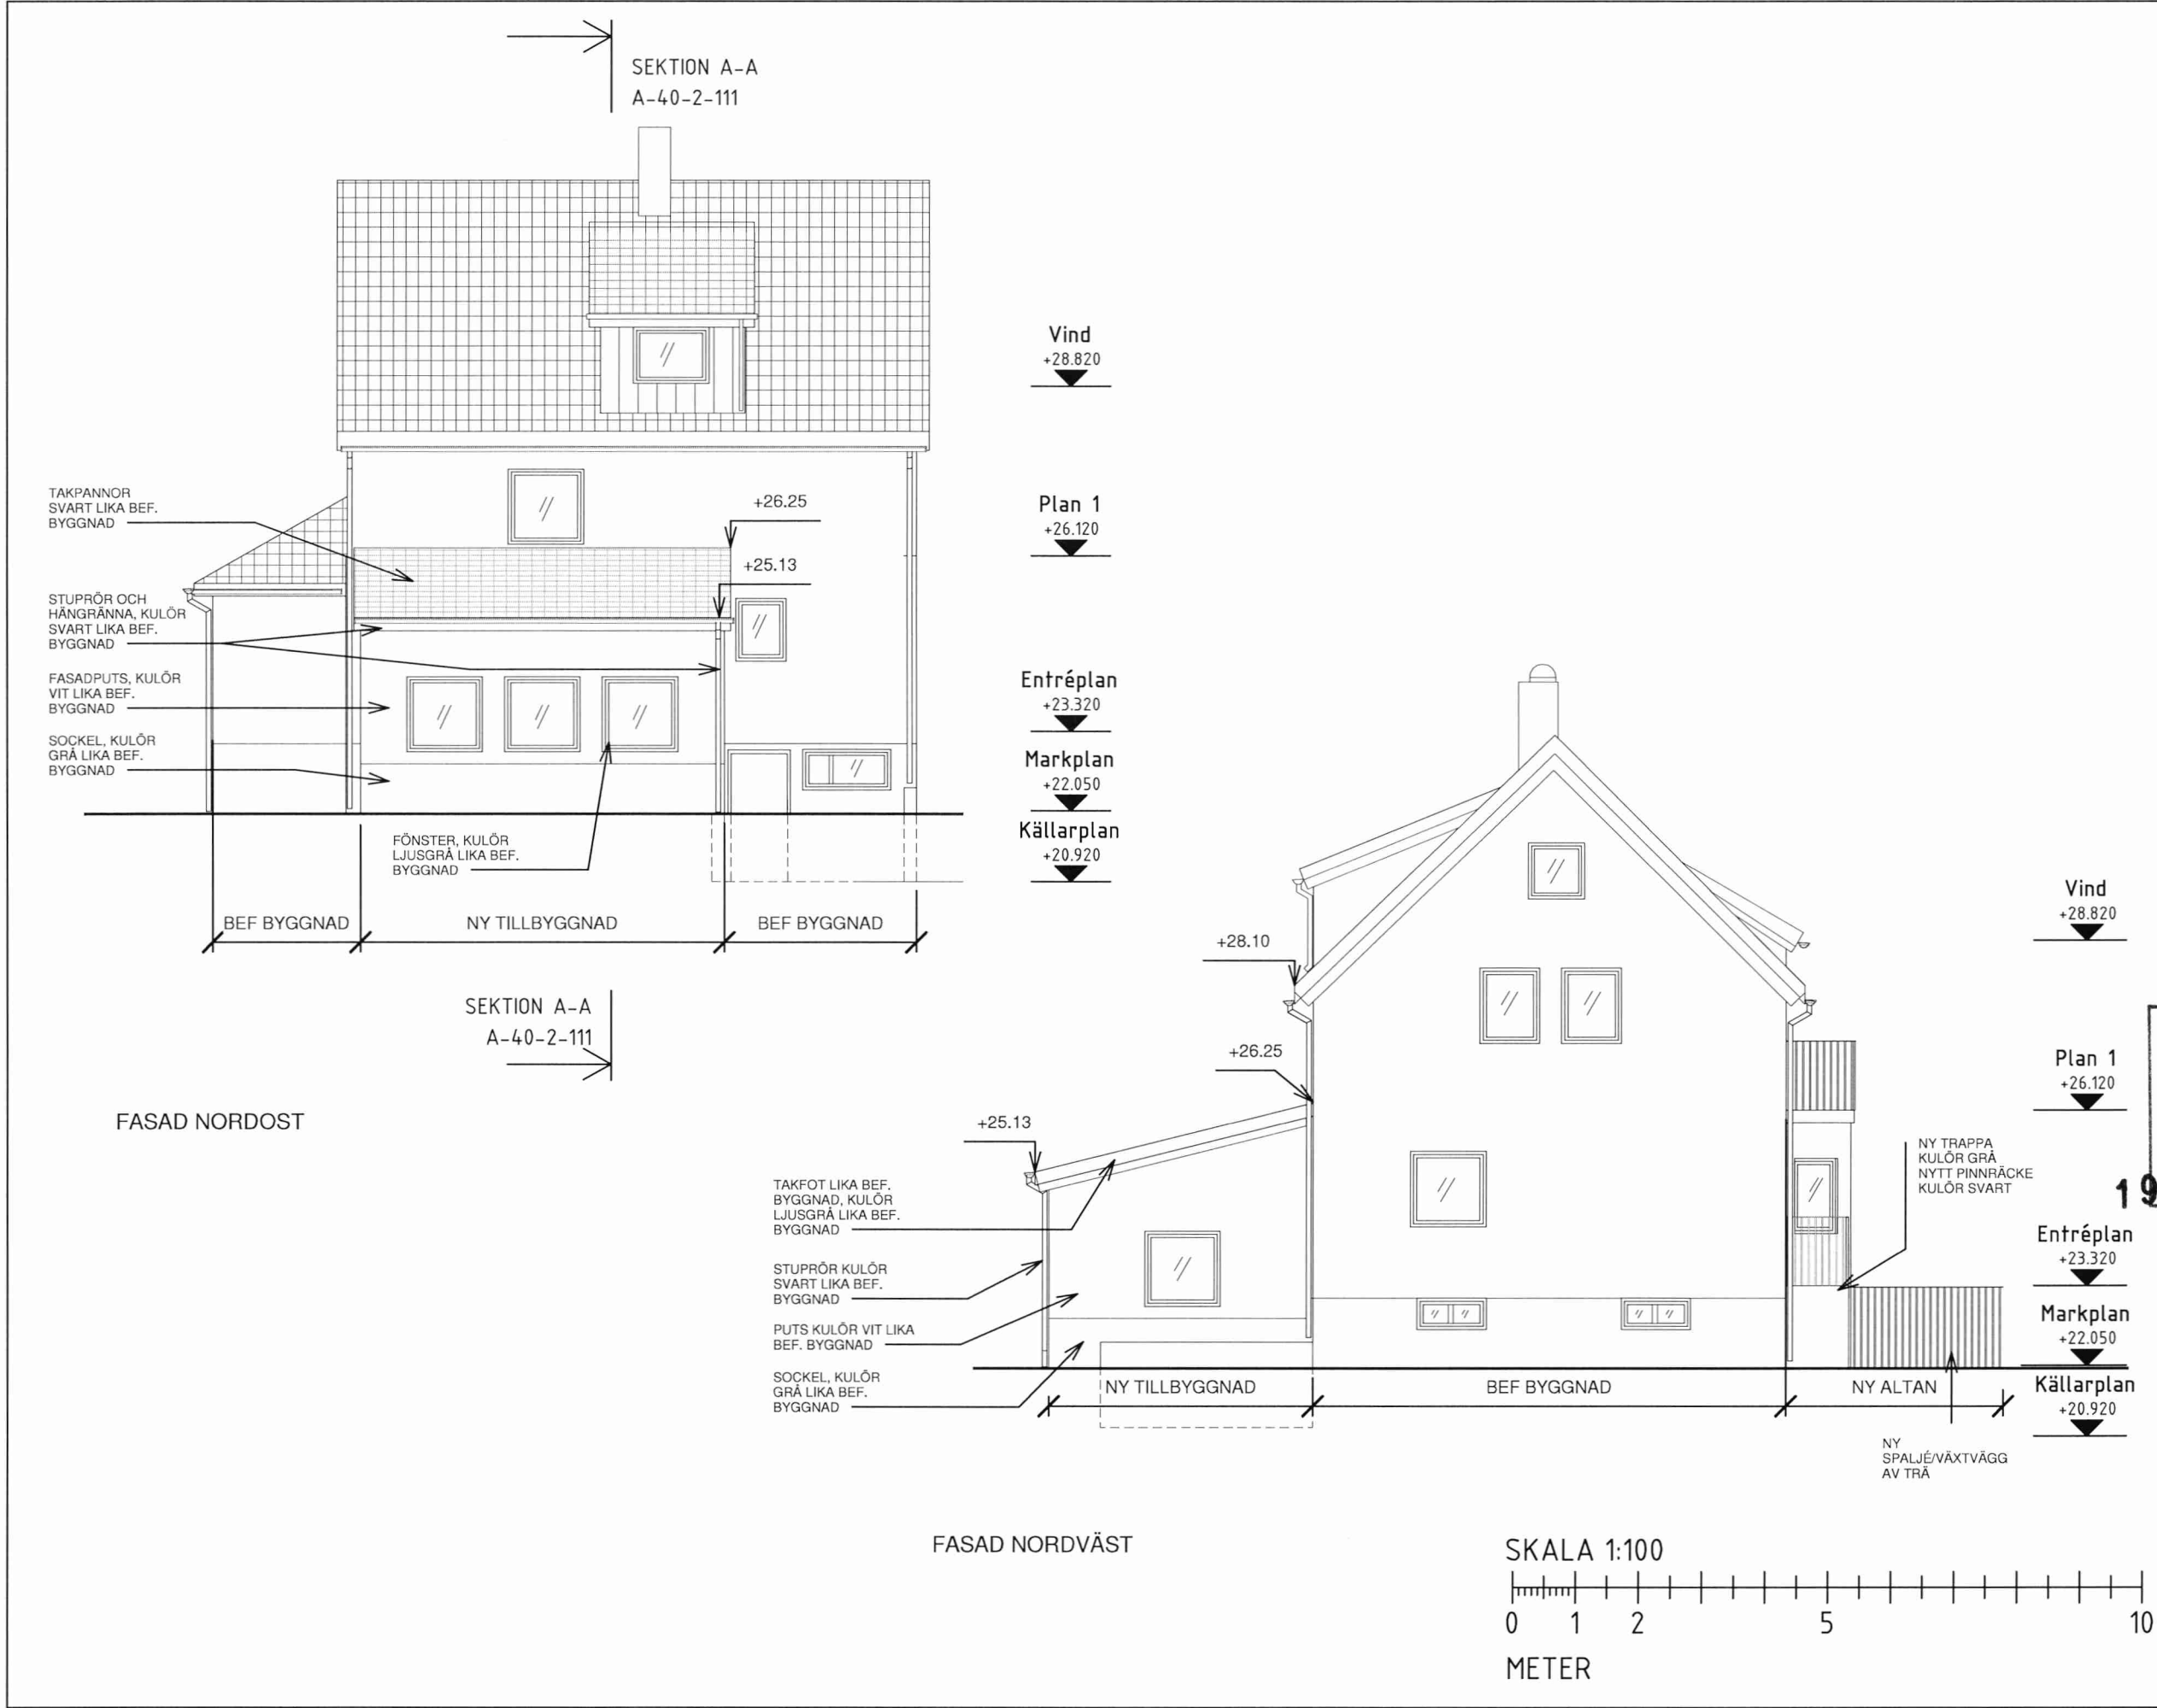 SEKTION A-A
A-40-2-111
Vind
+28.820
TAKPANNOR
SVART LIKA BEF.
BYGGNAD
+26.25
Plan 1
+26.120
+25.13
STUPRÖR OCH
HÄNGRÄNNA, KULÖR
SVART LIKA BEF.
BYGGNAD
FASADPUTS, KULÖR
VIT LIKA BEF.
BYGGNAD
Entréplan
+23.320
SOCKEL, KULÖR
GRÅ LIKA BEF.
BYGGNAD
Markplan
+22.050
Källarplan
+20.920
FÖNSTER, KULÖR
LJUSGRÅ LIKA BEF.
BYGGNAD
BEF BYGGNAD
NY TILLBYGGNAD
BEF BYGGNAD
SEKTION A-A
A-40-2-111
FASAD NORDOST
+28.10
+26.25
+25.13
Vind
+28.820
Plan 1
+26.120
NY TRAPPA
KULÖR GRÅ
NYTT PINNRÄCKE
KULÖR SVART
19
TAKFOT LIKA BEF.
BYGGNAD, KULÖR
LJUSGRÅ LIKA BEF.
BYGGNAD
STUPRÖR KULÖR
SVART LIKA BEF.
BYGGNAD
PUTS KULÖR VIT LIKA
BEF. BYGGNAD
SOCKEL, KULÖR
GRÅ LIKA BEF.
BYGGNAD
Entréplan
+23.320
Markplan
+22.050
Källarplan
+20.920
NY TILLBYGGNAD
BEF BYGGNAD
NY ALTAN
NY
SPALJÉ/VÄXTVÄGG
AV TRÄ
FASAD NORDVÄST
SKALA 1:100
0 1 2 5 10
METER